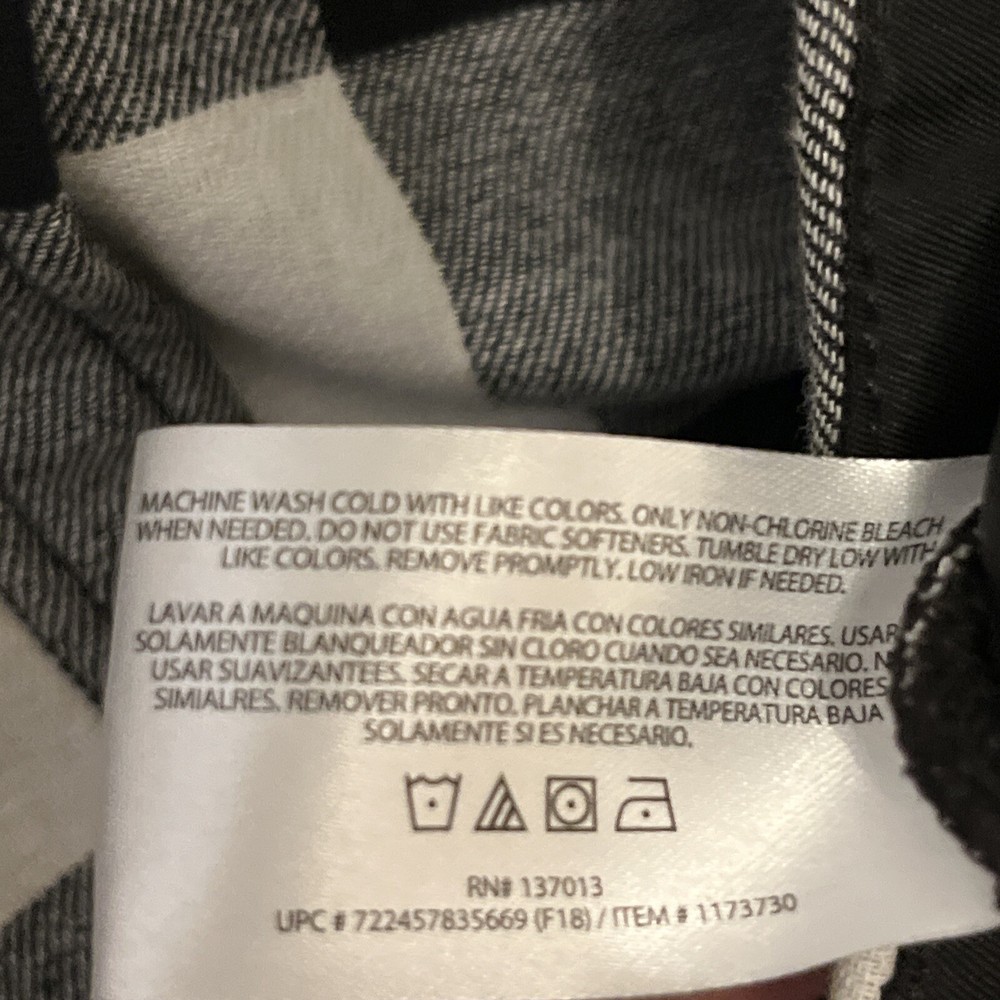 MACHINE WASH COLD WITH LIKE COLORS. ONLY NON-CHLORINE BLEACH
WHEN NEEDED. DO NOT USE FABRIC SOFTENERS. TUMBLE DRY LOW WITH
LIKE COLORS. REMOVE PROMPTLY. LOW IRON IF NEEDED.
LAVAR A MAQUINA CON AGUA FRIA CON COLORES SIMILARES. USAR
SOLAMENTE BLANQUEADOR SIN CLORO CUANDO SEA NECESARIO.
USAR SUAVIZANTEES. SECAR A TEMPERATURA BAJA CON COLORES
SIMIALRES. REMOVER PRONTO. PLANCHAR A TEMPERATURA BAJA
SOLAMENTE SI ES NECESARIO.
RN# 137013
UPC # 722457835669 (F18) / ITEM # 1173730